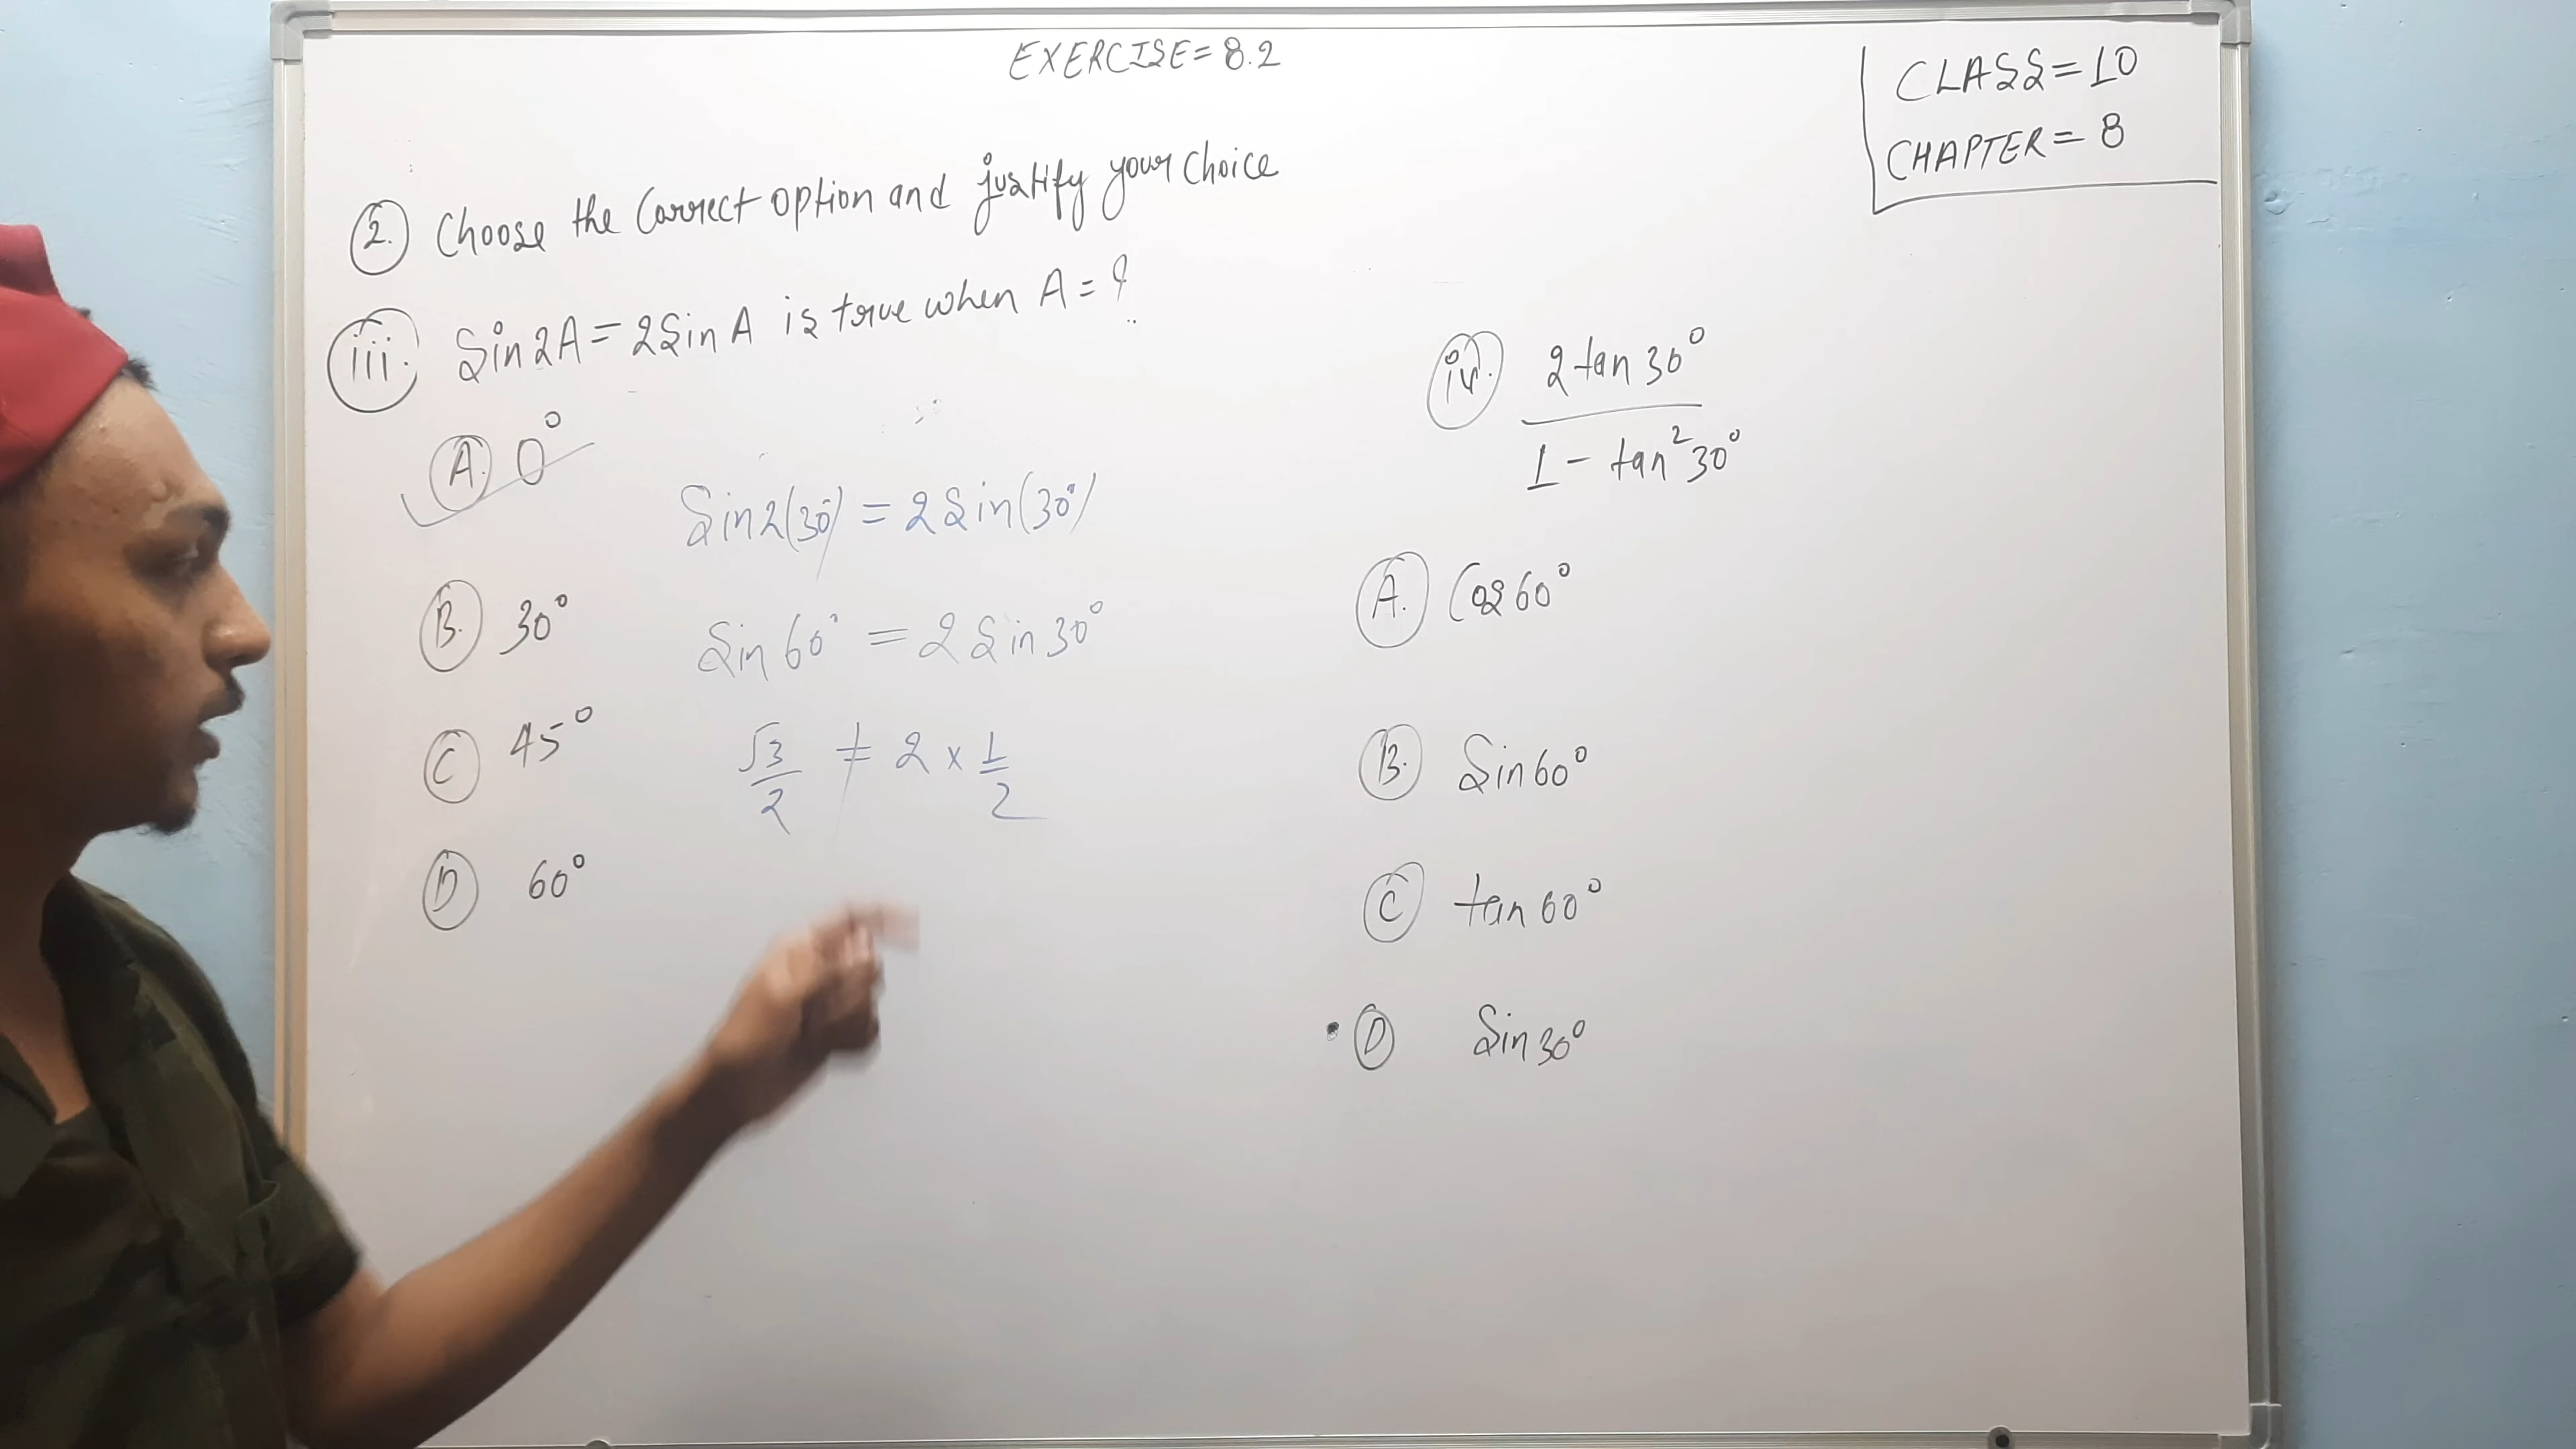 EXERCISE = 8.2
CLASS = 10
CHAPTER = 8
2. Choose the Correct option and justify your Choice
iii. Sin 2A = 2 Sin A is true when A = ?
A. 0°
B. 30°
C 45°
D 60°
Sin 2(30°) = 2 Sin(30°)
Sin 60° = 2 Sin 30°
√3/2 ≠ 2 × 1/2
iv. 2 tan 30°
1 - tan² 30°
A. Cos 60°
B. Sin 60°
C tan 60°
D Sin 30°